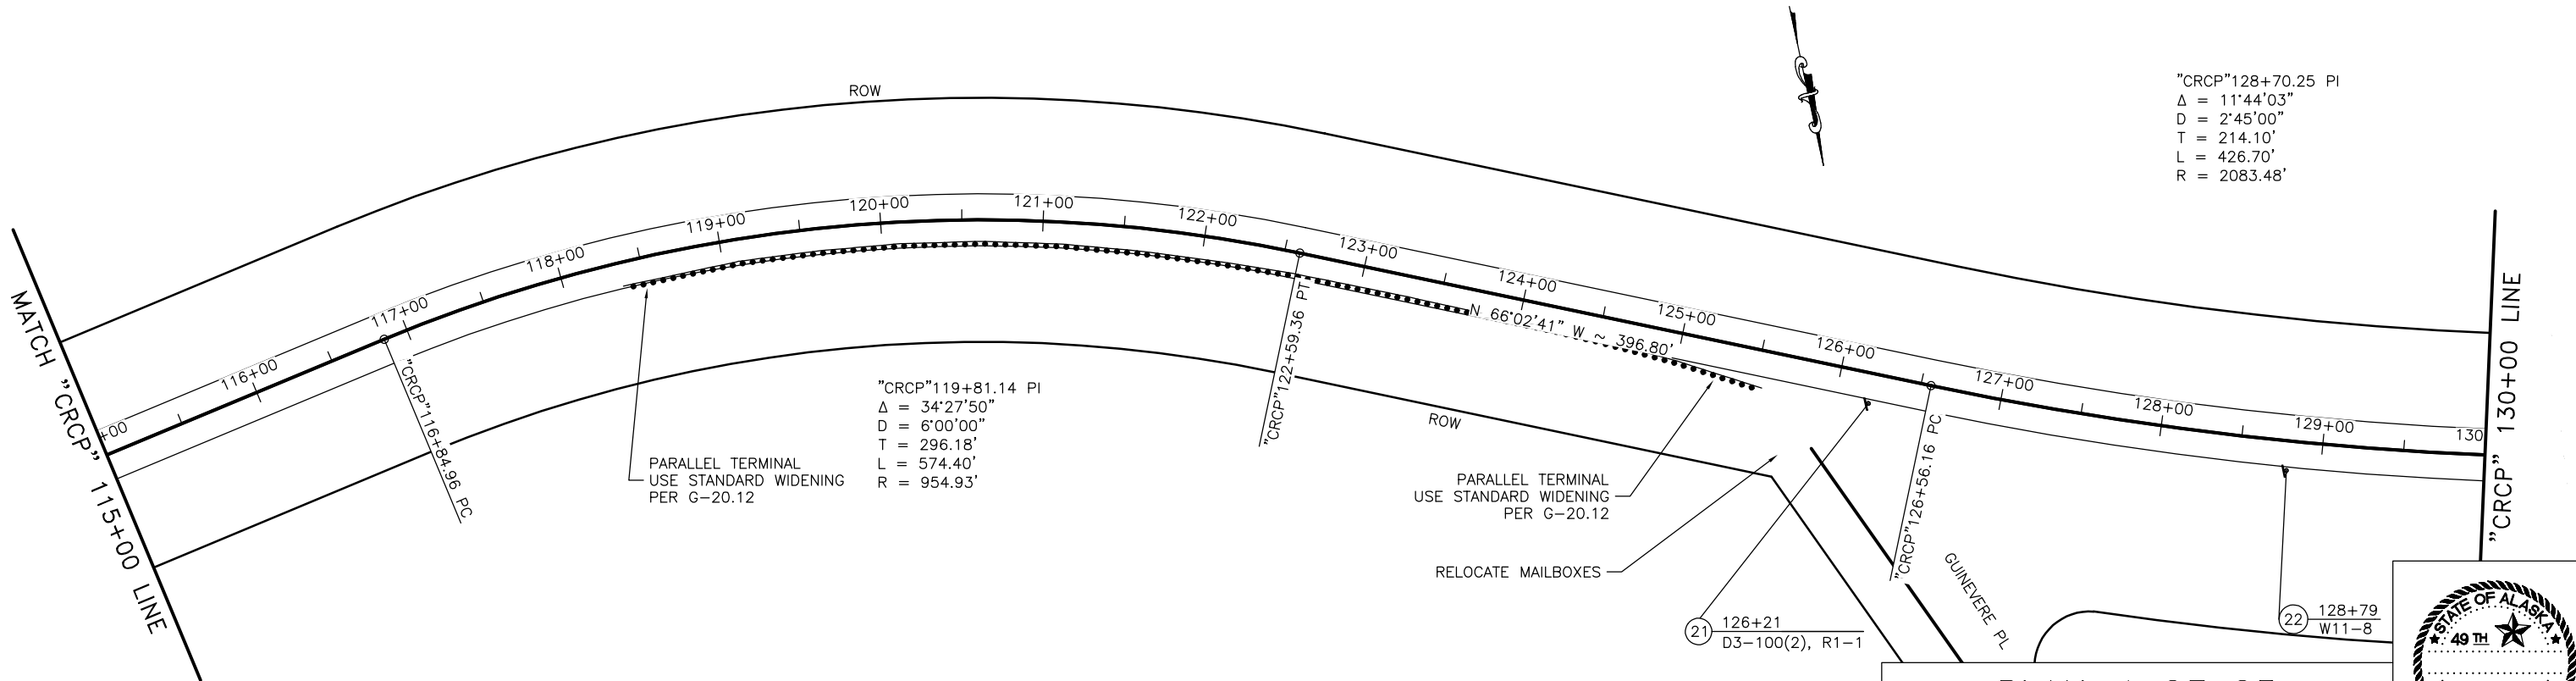 ROW
"CRCP"128+70.25 PI
Δ = 11°44'03"
D = 2°45'00"
T = 214.10'
L = 426.70'
R = 2083.48'
MATCH "CRCP" 115+00 LINE
+00
116+00
117+00
118+00
119+00
120+00
121+00
122+00
123+00
124+00
125+00
126+00
127+00
128+00
129+00
130
"CRCP" 130+00 LINE
"CRCP"116+84.96 PC
"CRCP"122+59.36 PT
N 66°02'41" W ~ 396.80'
"CRCP"126+56.16 PC
"CRCP"119+81.14 PI
Δ = 34°27'50"
D = 6°00'00"
T = 296.18'
L = 574.40'
R = 954.93'
PARALLEL TERMINAL
USE STANDARD WIDENING
PER G-20.12
ROW
PARALLEL TERMINAL
USE STANDARD WIDENING
PER G-20.12
RELOCATE MAILBOXES
GUINEVERE PL
21
126+21
D3-100(2), R1-1
22
128+79
W11-8
STATE OF ALASKA
49 TH